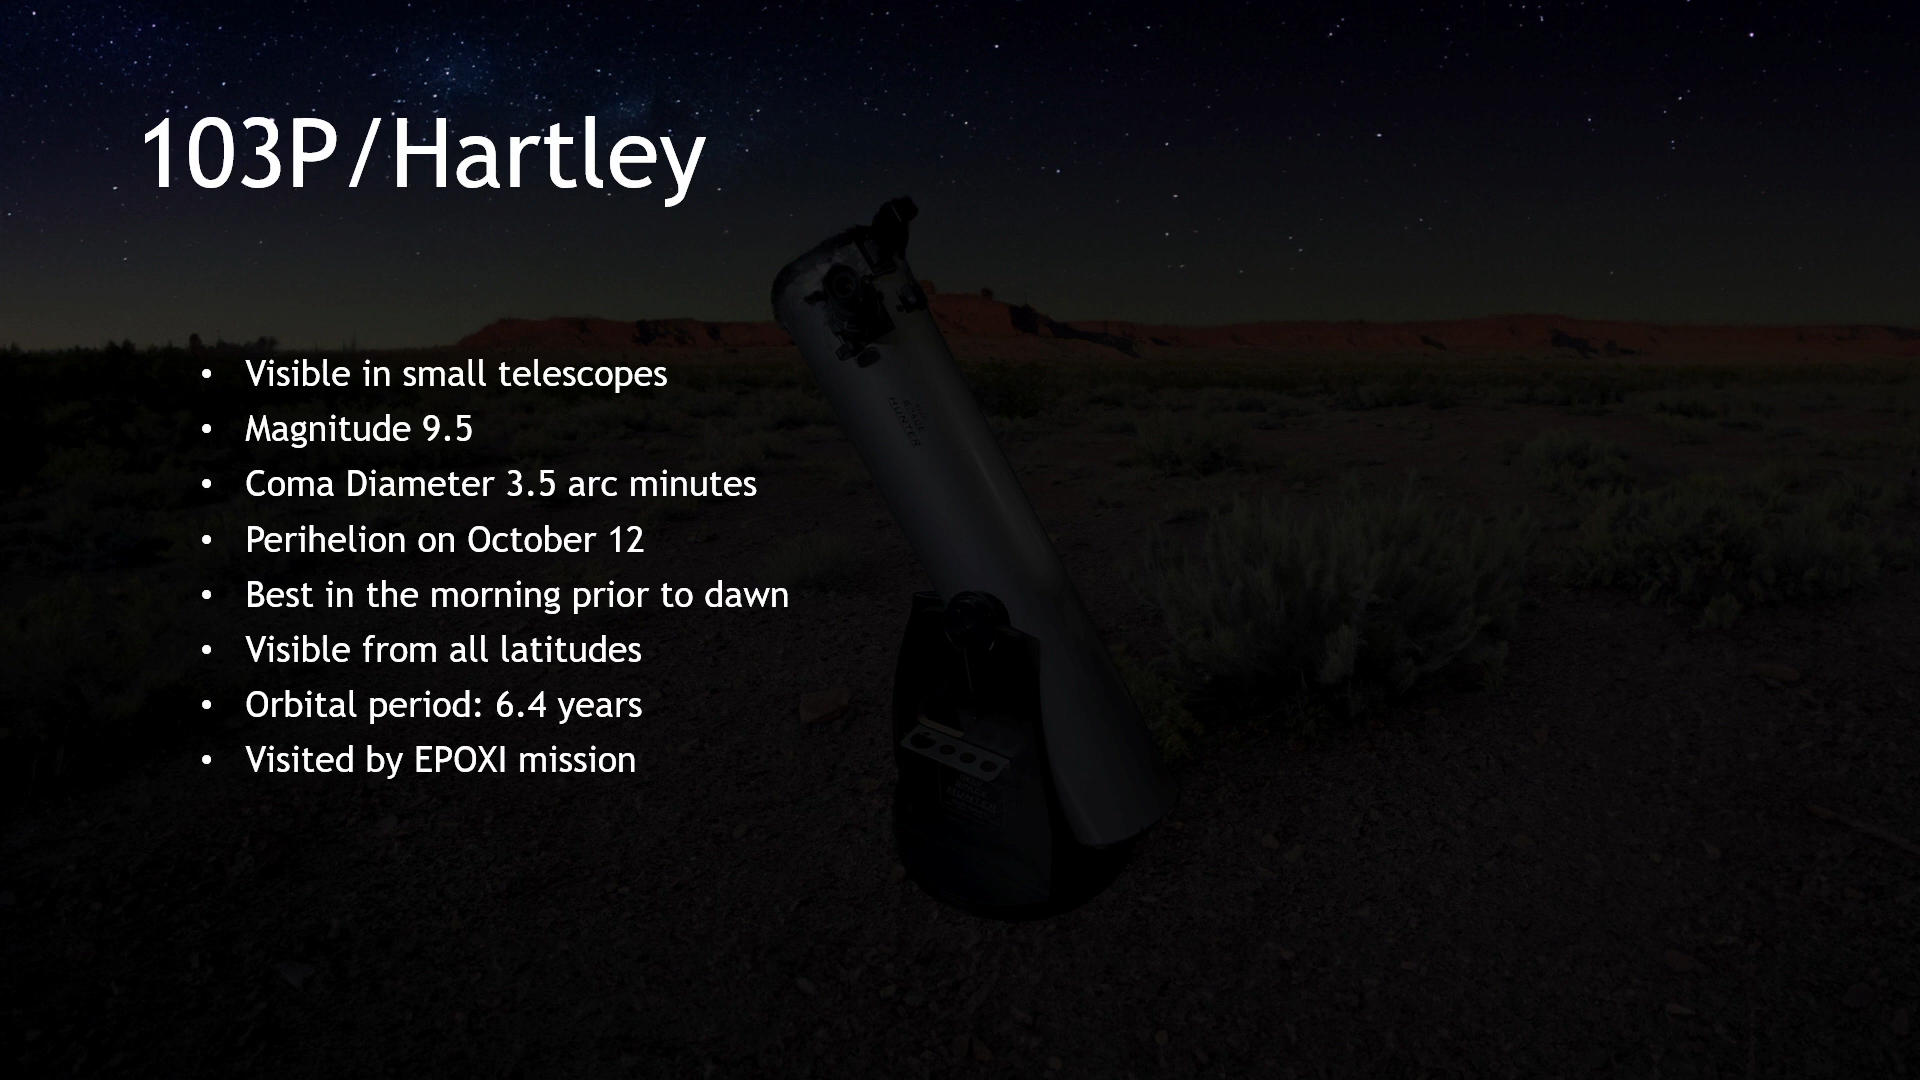 103P/Hartley
• Visible in small telescopes
• Magnitude 9.5
• Coma Diameter 3.5 arc minutes
• Perihelion on October 12
• Best in the morning prior to dawn
• Visible from all latitudes
• Orbital period: 6.4 years
• Visited by EPOXI mission
HUNTER
HUNTER